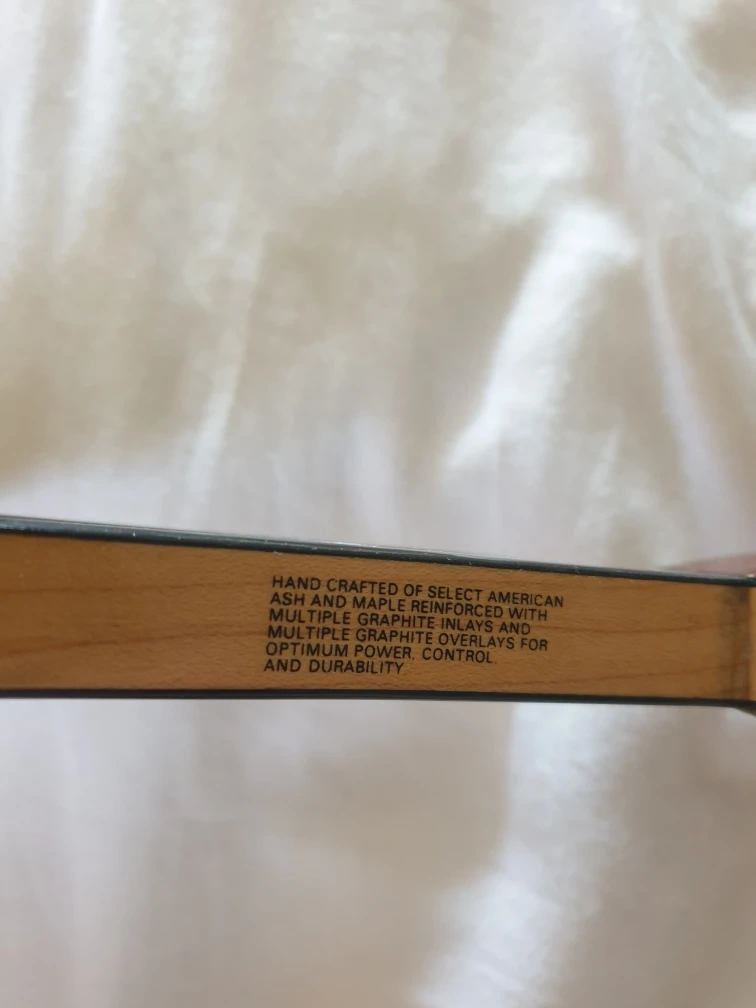 HAND CRAFTED OF SELECT AMERICAN
ASH AND MAPLE REINFORCED WITH
MULTIPLE GRAPHITE INLAYS AND
MULTIPLE GRAPHITE OVERLAYS FOR
OPTIMUM POWER, CONTROL,
AND DURABILITY